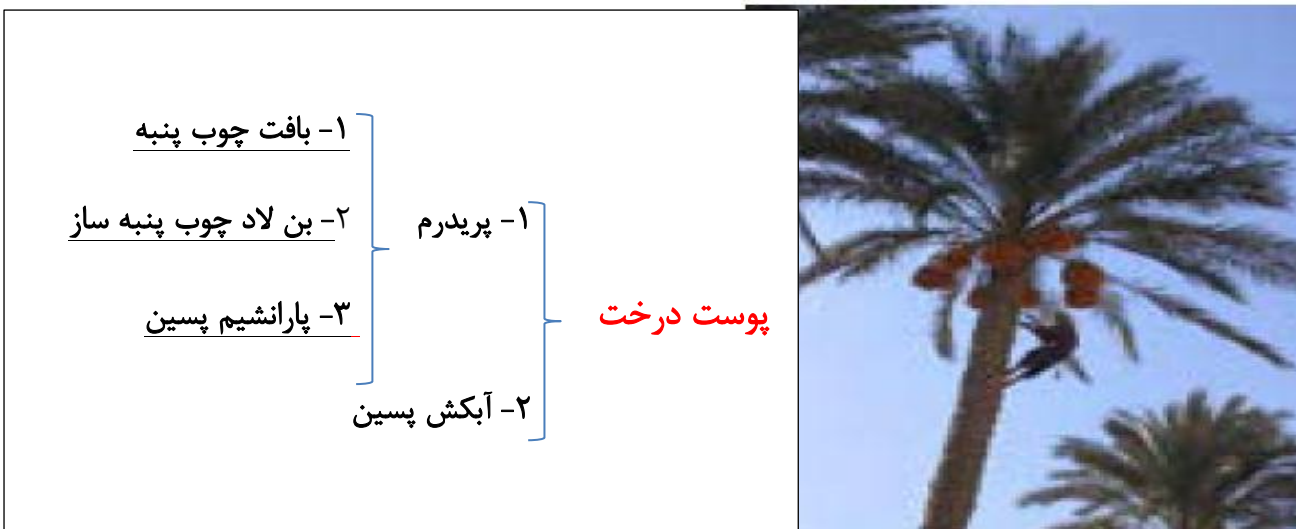 پوست درخت
۱- پریدرم
۱- بافت چوب پنبه
۲- بن لاد چوب پنبه ساز
۳- پارانشیم پسین
۲- آبکش پسین